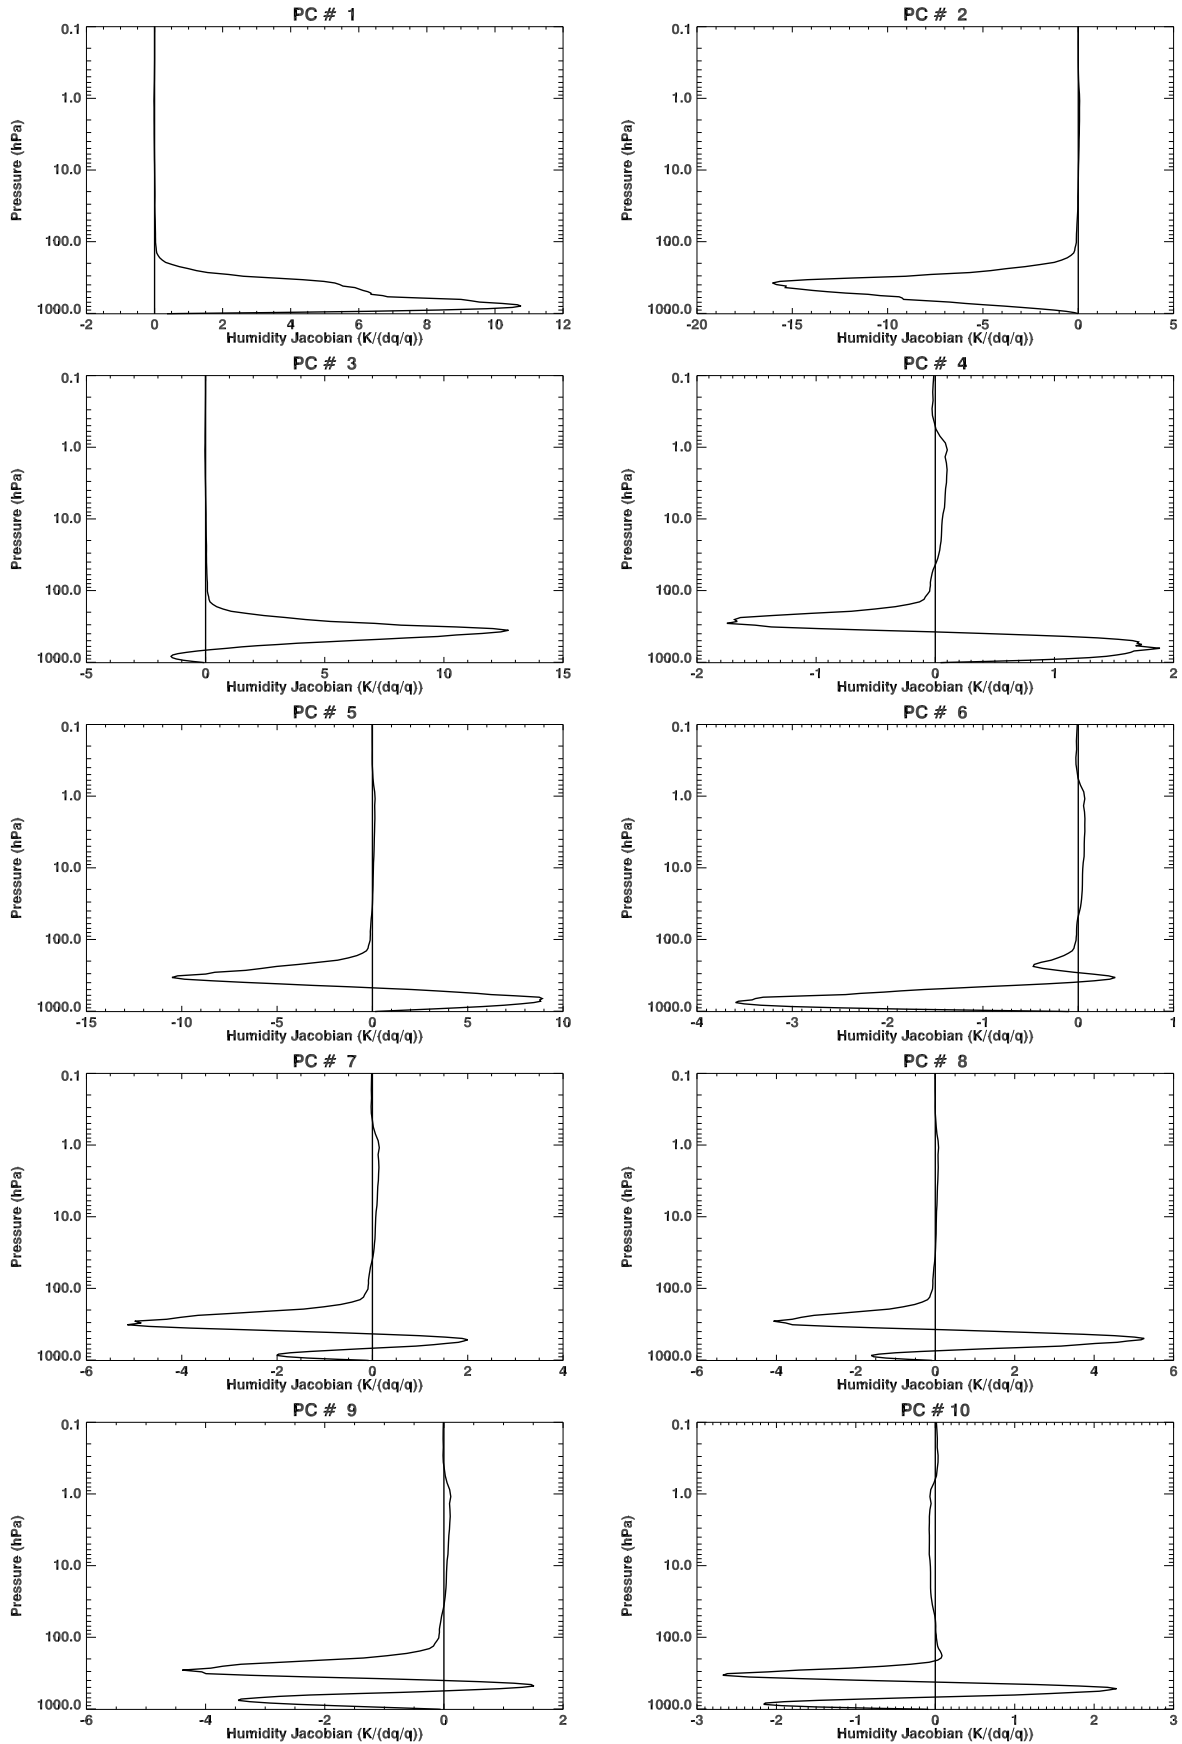 PC # 1
0.1
1.0
10.0
100.0
1000.0
Pressure (hPa)
-2 0 2 4 6 8 10 12
Humidity Jacobian (K/(dq/q))
PC # 2
0.1
1.0
10.0
100.0
1000.0
Pressure (hPa)
-20 -15 -10 -5 0 5
Humidity Jacobian (K/(dq/q))
PC # 3
0.1
1.0
10.0
100.0
1000.0
Pressure (hPa)
-5 0 5 10 15
Humidity Jacobian (K/(dq/q))
PC # 4
0.1
1.0
10.0
100.0
1000.0
Pressure (hPa)
-2 -1 0 1 2
Humidity Jacobian (K/(dq/q))
PC # 5
0.1
1.0
10.0
100.0
1000.0
Pressure (hPa)
-15 -10 -5 0 5 10
Humidity Jacobian (K/(dq/q))
PC # 6
0.1
1.0
10.0
100.0
1000.0
Pressure (hPa)
-4 -3 -2 -1 0 1
Humidity Jacobian (K/(dq/q))
PC # 7
0.1
1.0
10.0
100.0
1000.0
Pressure (hPa)
-6 -4 -2 0 2 4
Humidity Jacobian (K/(dq/q))
PC # 8
0.1
1.0
10.0
100.0
1000.0
Pressure (hPa)
-6 -4 -2 0 2 4 6
Humidity Jacobian (K/(dq/q))
PC # 9
0.1
1.0
10.0
100.0
1000.0
Pressure (hPa)
-6 -4 -2 0 2
Humidity Jacobian (K/(dq/q))
PC # 10
0.1
1.0
10.0
100.0
1000.0
Pressure (hPa)
-3 -2 -1 0 1 2 3
Humidity Jacobian (K/(dq/q))